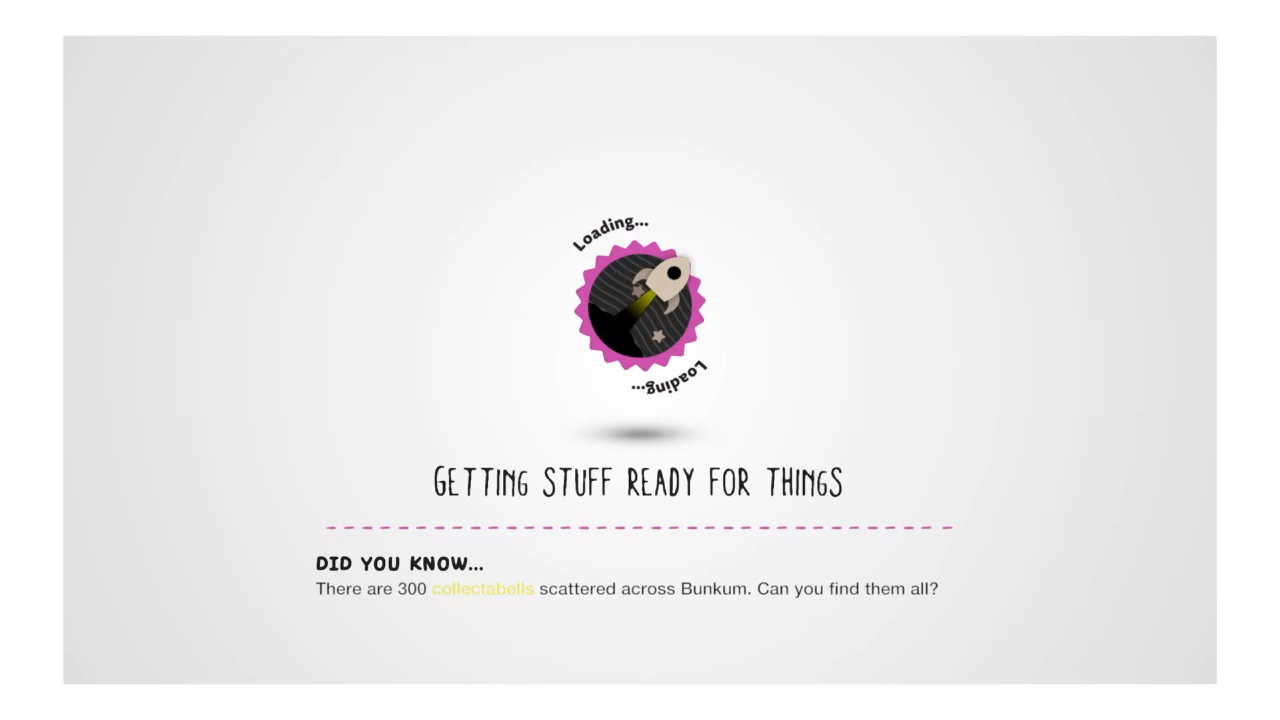 Loading...
Loading...
GETTING STUFF READY FOR THINGS
DID YOU KNOW...
There are 300 collectabells scattered across Bunkum. Can you find them all?